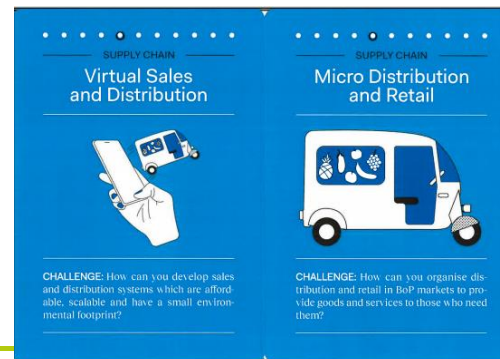 SUPPLY CHAIN
Virtual Sales
and Distribution
CHALLENGE: How can you develop sales
and distribution systems which are afford-
able, scalable and have a small environ-
mental footprint?
SUPPLY CHAIN
Micro Distribution
and Retail
CHALLENGE: How can you organise dis-
tribution and retail in BoP markets to pro-
vide goods and services to those who need
them?